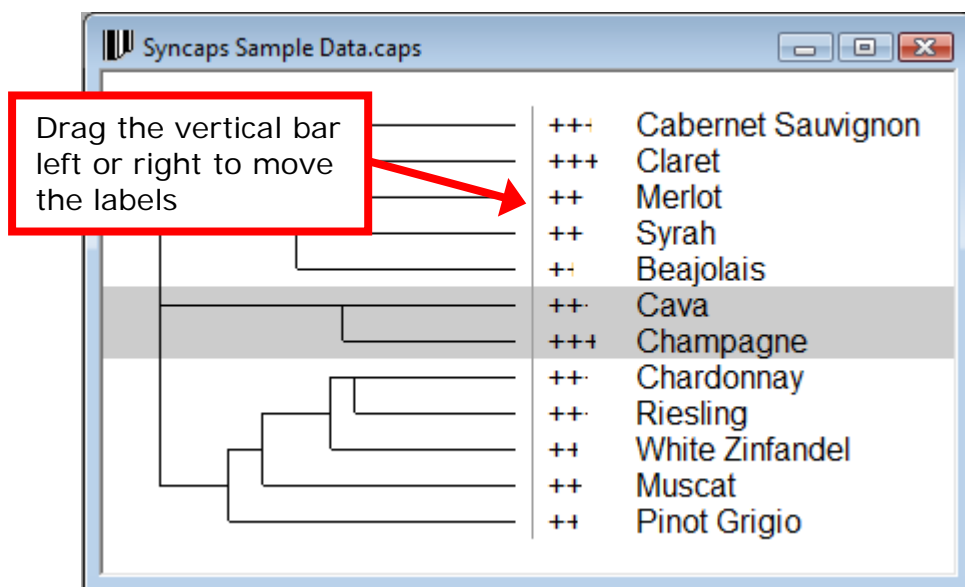 Syncaps Sample Data.caps
Drag the vertical bar
left or right to move
the labels
+++ Cabernet Sauvignon
+++ Claret
++ Merlot
++ Syrah
++ Beajolais
++· Cava
+++ Champagne
++· Chardonnay
++· Riesling
++ White Zinfandel
++ Muscat
++ Pinot Grigio